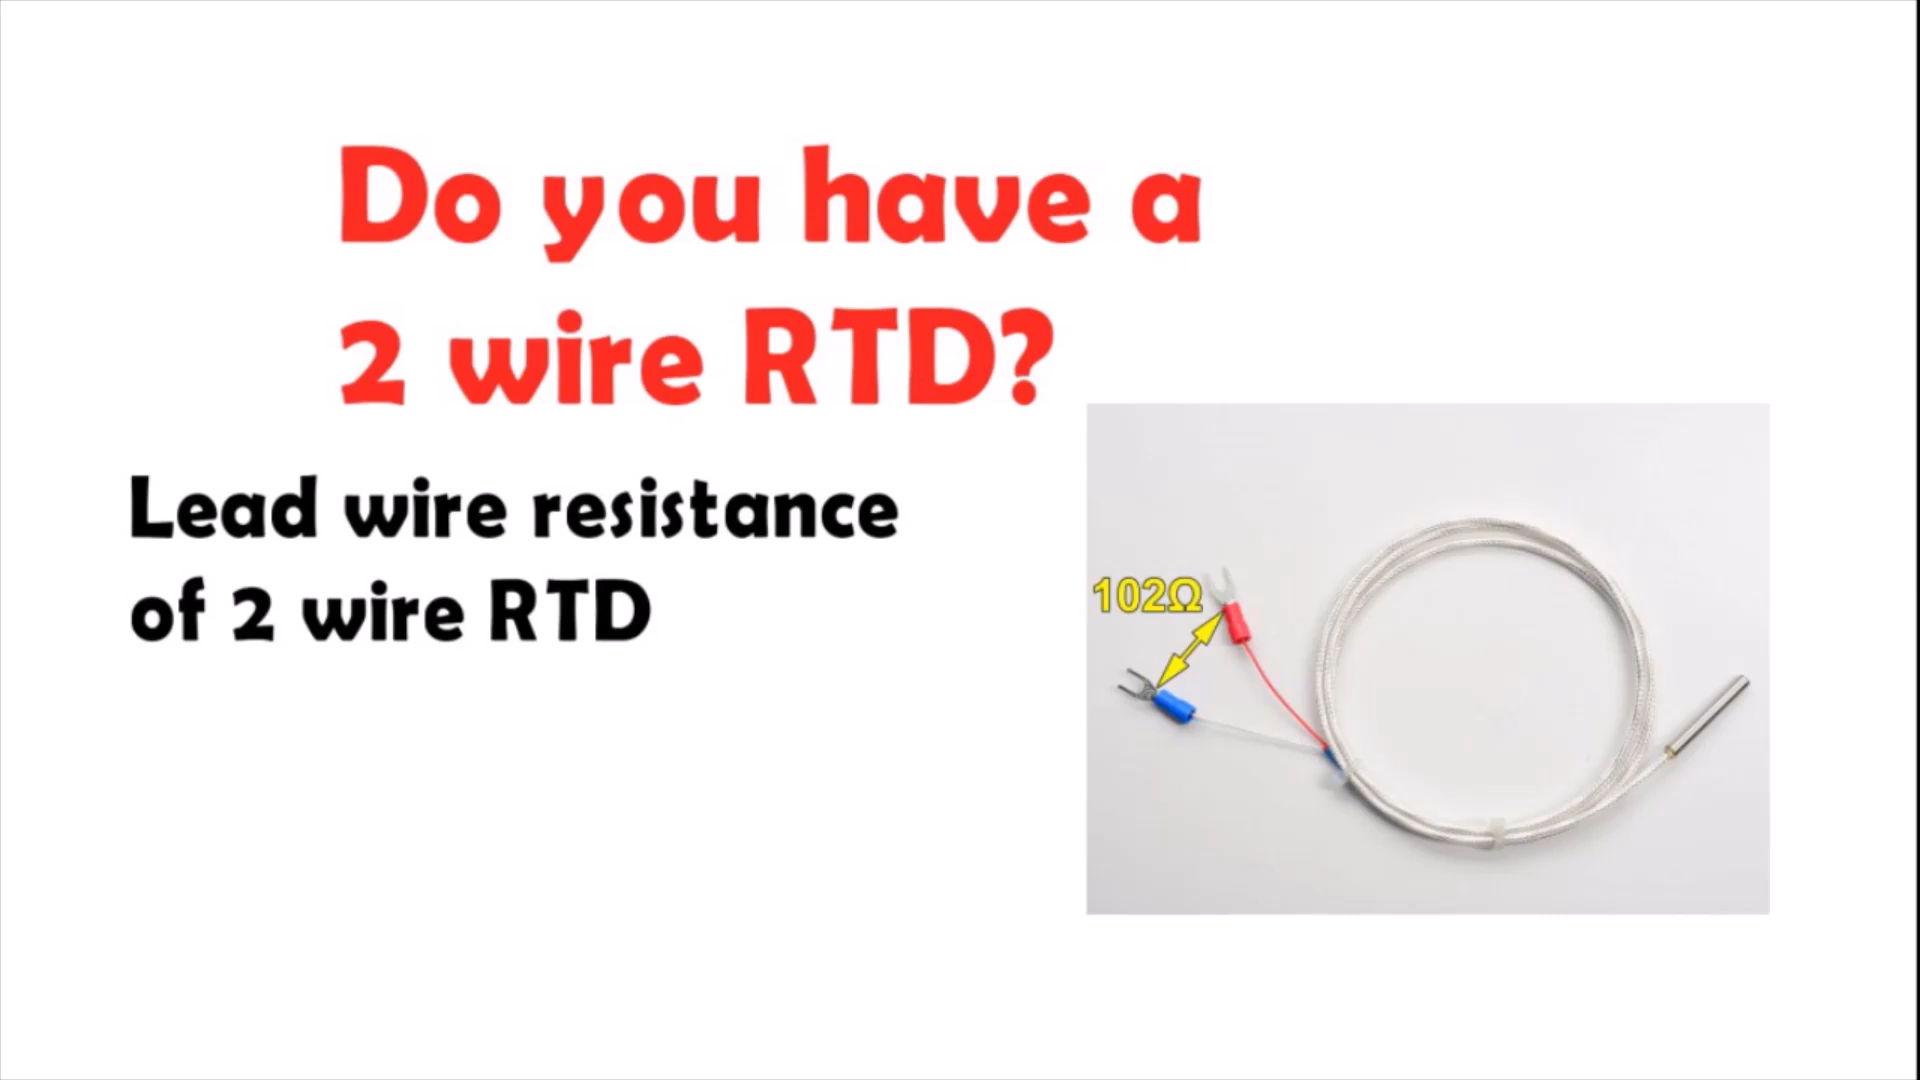 Do you have a
2 wire RTD?
Lead wire resistance
of 2 wire RTD
102Ω